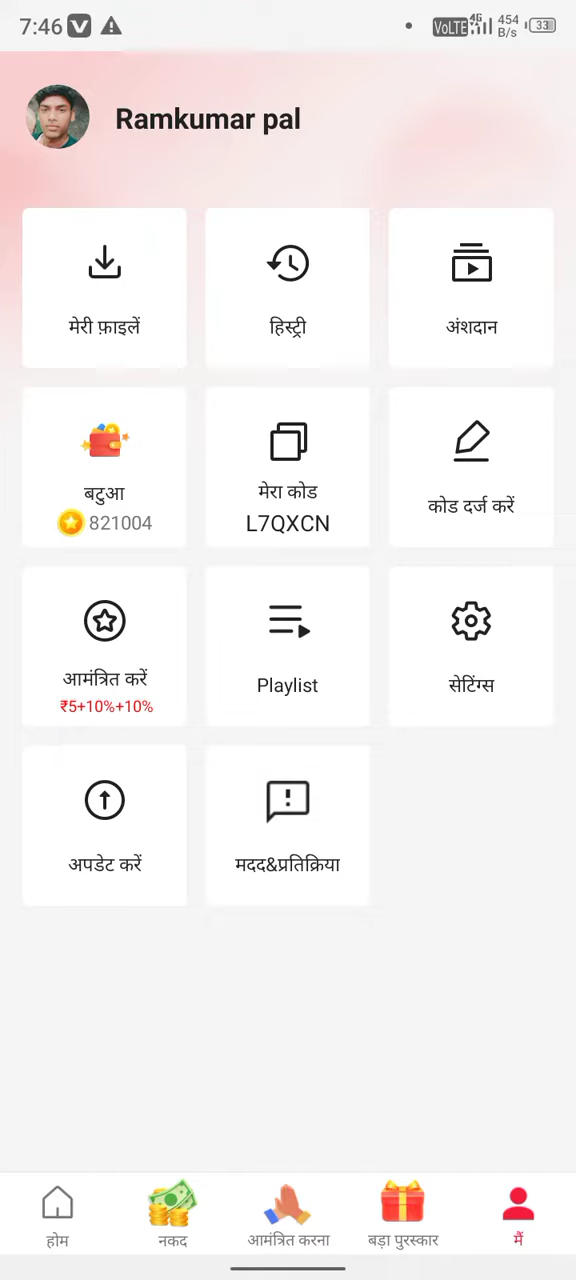 7:46
VoLTE 4G 454 B/s 33
Ramkumar pal
मेरी फ़ाइलें
हिस्ट्री
अंशदान
बटुआ
821004
मेरा कोड
L7QXCN
कोड दर्ज करें
आमंत्रित करें
₹5+10%+10%
Playlist
सेटिंग्स
अपडेट करें
मदद&प्रतिक्रिया
होम
नकद
आमंत्रित करना
बड़ा पुरस्कार
मैं